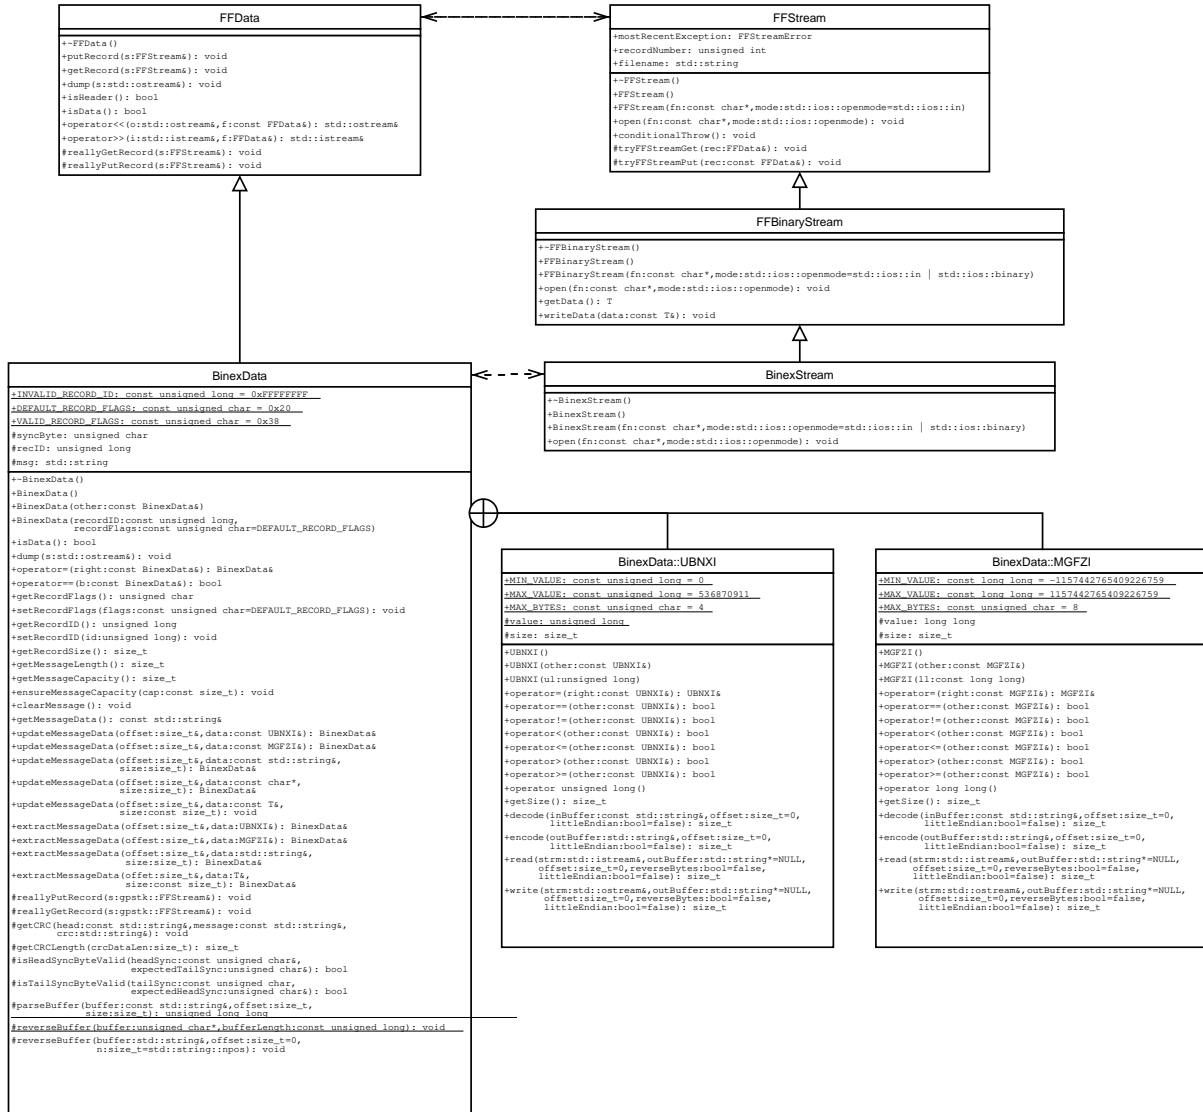 FFData
+~FFData()
+putRecord(s:FFStream&): void
+getRecord(s:FFStream&): void
+dump(s:std::ostream&): void
+isHeader(): bool
+isData(): bool
+operator<<(o:std::ostream&,f:const FFData&): std::ostream&
+operator>>(i:std::istream&,f:FFData&): std::istream&
#reallyGetRecord(s:FFStream&): void
#reallyPutRecord(s:FFStream&): void
FFStream
+mostRecentException: FFStreamError
+recordNumber: unsigned int
+filename: std::string
+~FFStream()
+FFStream()
+FFStream(fn:const char*,mode:std::ios::openmode=std::ios::in)
+open(fn:const char*,mode:std::ios::openmode): void
+conditionalThrow(): void
#tryFFStreamGet(rec:FFData&): void
#tryFFStreamPut(rec:const FFData&): void
FFBinaryStream
+~FFBinaryStream()
+FFBinaryStream()
+FFBinaryStream(fn:const char*,mode:std::ios::openmode=std::ios::in | std::ios::binary)
+open(fn:const char*,mode:std::ios::openmode): void
+getData(): T
+writeData(data:const T&): void
BinexStream
+~BinexStream()
+BinexStream()
+BinexStream(fn:const char*,mode:std::ios::openmode=std::ios::in | std::ios::binary)
+open(fn:const char*,mode:std::ios::openmode): void
BinexData
+INVALID_RECORD_ID: const unsigned long = 0xFFFFFFFF
+DEFAULT_RECORD_FLAGS: const unsigned char = 0x20
+VALID_RECORD_FLAGS: const unsigned char = 0x38
#syncByte: unsigned char
#recID: unsigned long
#msg: std::string
+~BinexData()
+BinexData()
+BinexData(other:const BinexData&)
+BinexData(recordID:const unsigned long,
recordFlags:const unsigned char=DEFAULT_RECORD_FLAGS)
+isData(): bool
+dump(s:std::ostream&): void
+operator=(right:const BinexData&): BinexData&
+operator==(b:const BinexData&): bool
+getRecordFlags(): unsigned char
+setRecordFlags(flags:const unsigned char=DEFAULT_RECORD_FLAGS): void
+getRecordID(): unsigned long
+setRecordID(id:unsigned long): void
+getRecordSize(): size_t
+getMessageLength(): size_t
+getMessageCapacity(): size_t
+ensureMessageCapacity(cap:const size_t): void
+clearMessage(): void
+getMessageData(): const std::string&
+updateMessageData(offset:size_t&,data:const UBNXI&): BinexData&
+updateMessageData(offset:size_t&,data:const MGFZI&): BinexData&
+updateMessageData(offset:size_t&,data:const std::string&,
size:size_t): BinexData&
+updateMessageData(offset:size_t&,data:const char*,
size:size_t): BinexData&
+updateMessageData(offset:size_t&,data:const T&,
size:const size_t): void
+extractMessageData(offset:size_t&,data:UBNXI&): BinexData&
+extractMessageData(offest:size_t&,data:MGFZI&): BinexData&
+extractMessageData(offset:size_t&,data:std::string&,
size:size_t): BinexData&
+extractMessageData(offset:size_t&,data:T&,
size:const size_t): BinexData&
#reallyPutRecord(s:gpstk::FFStream&): void
#reallyGetRecord(s:gpstk::FFStream&): void
#getCRC(head:const std::string&,message:const std::string&,
crc:std::string&): void
#getCRCLength(crcDataLen:size_t): size_t
#isHeadSyncByteValid(headSync:const unsigned char&,
expectedTailSync:unsigned char&): bool
#isTailSyncByteValid(tailSync:const unsigned char,
expectedHeadSync:unsigned char&): bool
#parseBuffer(buffer:const std::string&,offset:size_t,
size:size_t): unsigned long long
#reverseBuffer(buffer:unsigned char*,bufferLength:const unsigned long): void
#reverseBuffer(buffer:std::string&,offset:size_t=0,
n:size_t=std::string::npos): void
BinexData::UBNXI
+MIN_VALUE: const unsigned long = 0
+MAX_VALUE: const unsigned long = 536870911
+MAX_BYTES: const unsigned char = 4
#value: unsigned long
#size: size_t
+UBNXI()
+UBNXI(other:const UBNXI&)
+UBNXI(ul:unsigned long)
+operator=(right:const UBNXI&): UBNXI&
+operator==(other:const UBNXI&): bool
+operator!=(other:const UBNXI&): bool
+operator<(other:const UBNXI&): bool
+operator<=(other:const UBNXI&): bool
+operator>(other:const UBNXI&): bool
+operator>=(other:const UBNXI&): bool
+operator unsigned long()
+getSize(): size_t
+decode(inBuffer:const std::string&,offset:size_t=0,
littleEndian:bool=false): size_t
+encode(outBuffer:std::string&,offset:size_t=0,
littleEndian:bool=false): size_t
+read(strm:std::istream&,outBuffer:std::string*=NULL,
offset:size_t=0,reverseBytes:bool=false,
littleEndian:bool=false): size_t
+write(strm:std::ostream&,outBuffer:std::string*=NULL,
offset:size_t=0,reverseBytes:bool=false,
littleEndian:bool=false): size_t
BinexData::MGFZI
+MIN_VALUE: const long long = -1157442765409226759
+MAX_VALUE: const long long = 1157442765409226759
+MAX_BYTES: const unsigned char = 8
#value: long long
#size: size_t
+MGFZI()
+MGFZI(other:const MGFZI&)
+MGFZI(ll:const long long)
+operator=(right:const MGFZI&): MGFZI&
+operator==(other:const MGFZI&): bool
+operator!=(other:const MGFZI&): bool
+operator<(other:const MGFZI&): bool
+operator<=(other:const MGFZI&): bool
+operator>(other:const MGFZI&): bool
+operator>=(other:const MGFZI&): bool
+operator long long()
+getSize(): size_t
+decode(inBuffer:const std::string&,offset:size_t=0,
littleEndian:bool=false): size_t
+encode(outBuffer:std::string&,offset:size_t=0,
littleEndian:bool=false): size_t
+read(strm:std::istream&,outBuffer:std::string*=NULL,
offset:size_t=0,reverseBytes:bool=false,
littleEndian:bool=false): size_t
+write(strm:std::ostream&,outBuffer:std::string*=NULL,
offset:size_t=0,reverseBytes:bool=false,
littleEndian:bool=false): size_t